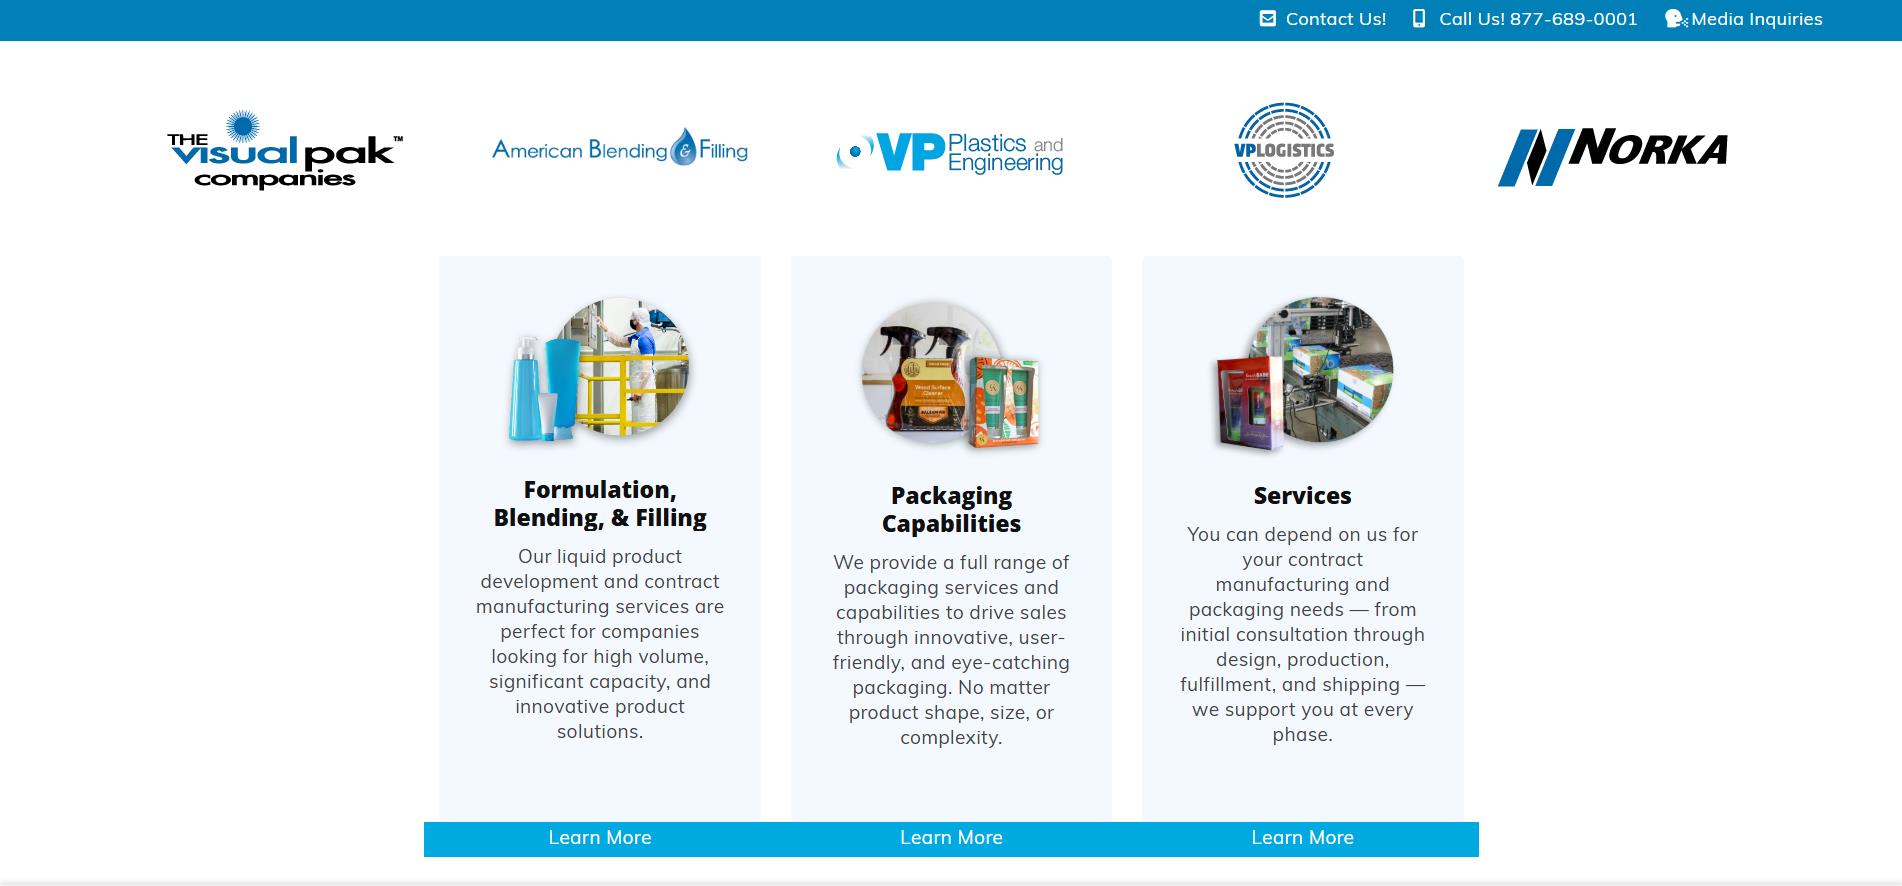 Contact Us! Call Us! 877-689-0001 Media Inquiries
THE
visual pak™
companies
American Blending & Filling
VP Plastics and
Engineering
VPLOGISTICS
NORKA
Formulation,
Blending, & Filling
Our liquid product
development and contract
manufacturing services are
perfect for companies
looking for high volume,
significant capacity, and
innovative product
solutions.
Learn More
Wood Surface
Cleaner
Packaging
Capabilities
We provide a full range of
packaging services and
capabilities to drive sales
through innovative, user-
friendly, and eye-catching
packaging. No matter
product shape, size, or
complexity.
Learn More
Services
You can depend on us for
your contract
manufacturing and
packaging needs — from
initial consultation through
design, production,
fulfillment, and shipping —
we support you at every
phase.
Learn More